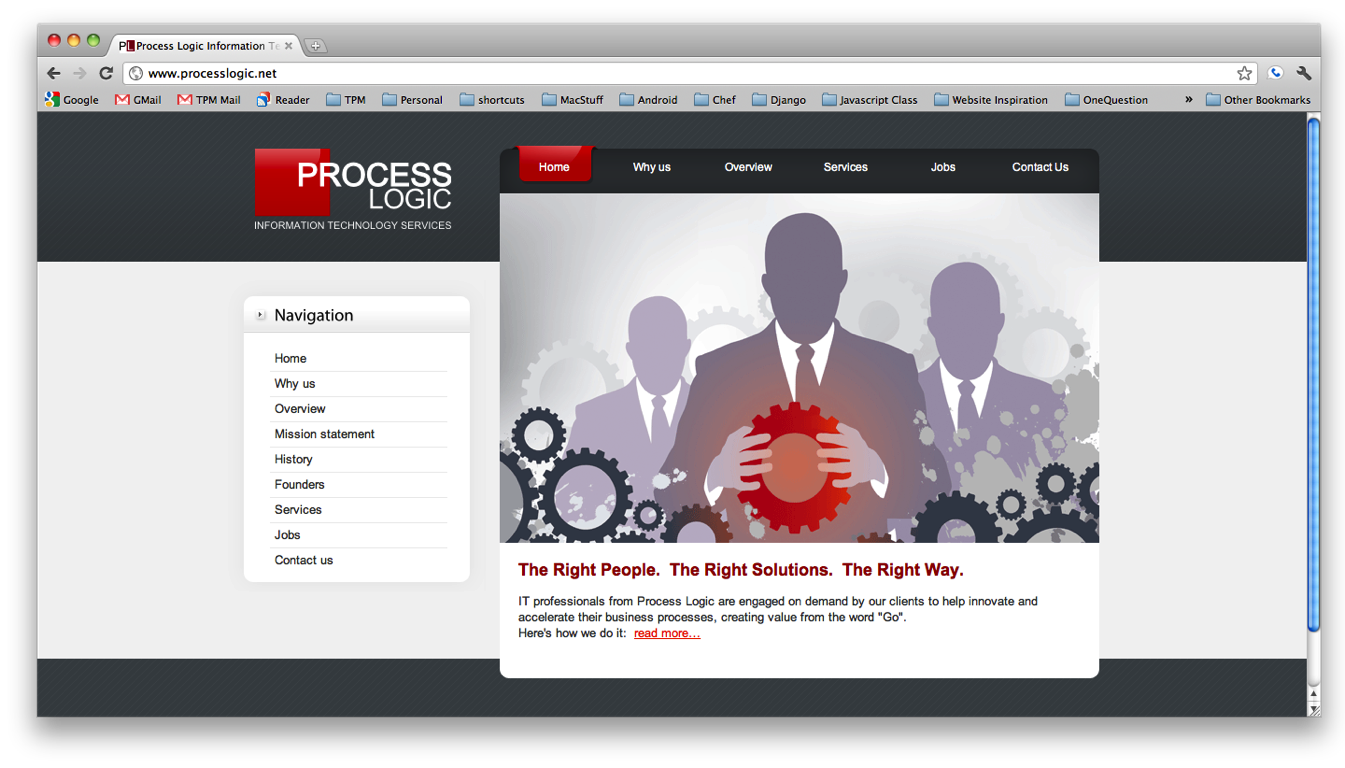 PL Process Logic Information Te
www.processlogic.net
Google GMail TPM Mail Reader TPM Personal shortcuts MacStuff Android Chef Django Javascript Class Website Inspiration OneQuestion » Other Bookmarks
PROCESS
LOGIC
INFORMATION TECHNOLOGY SERVICES
Home Why us Overview Services Jobs Contact Us
Navigation
Home
Why us
Overview
Mission statement
History
Founders
Services
Jobs
Contact us
The Right People. The Right Solutions. The Right Way.
IT professionals from Process Logic are engaged on demand by our clients to help innovate and
accelerate their business processes, creating value from the word "Go".
Here's how we do it: read more...